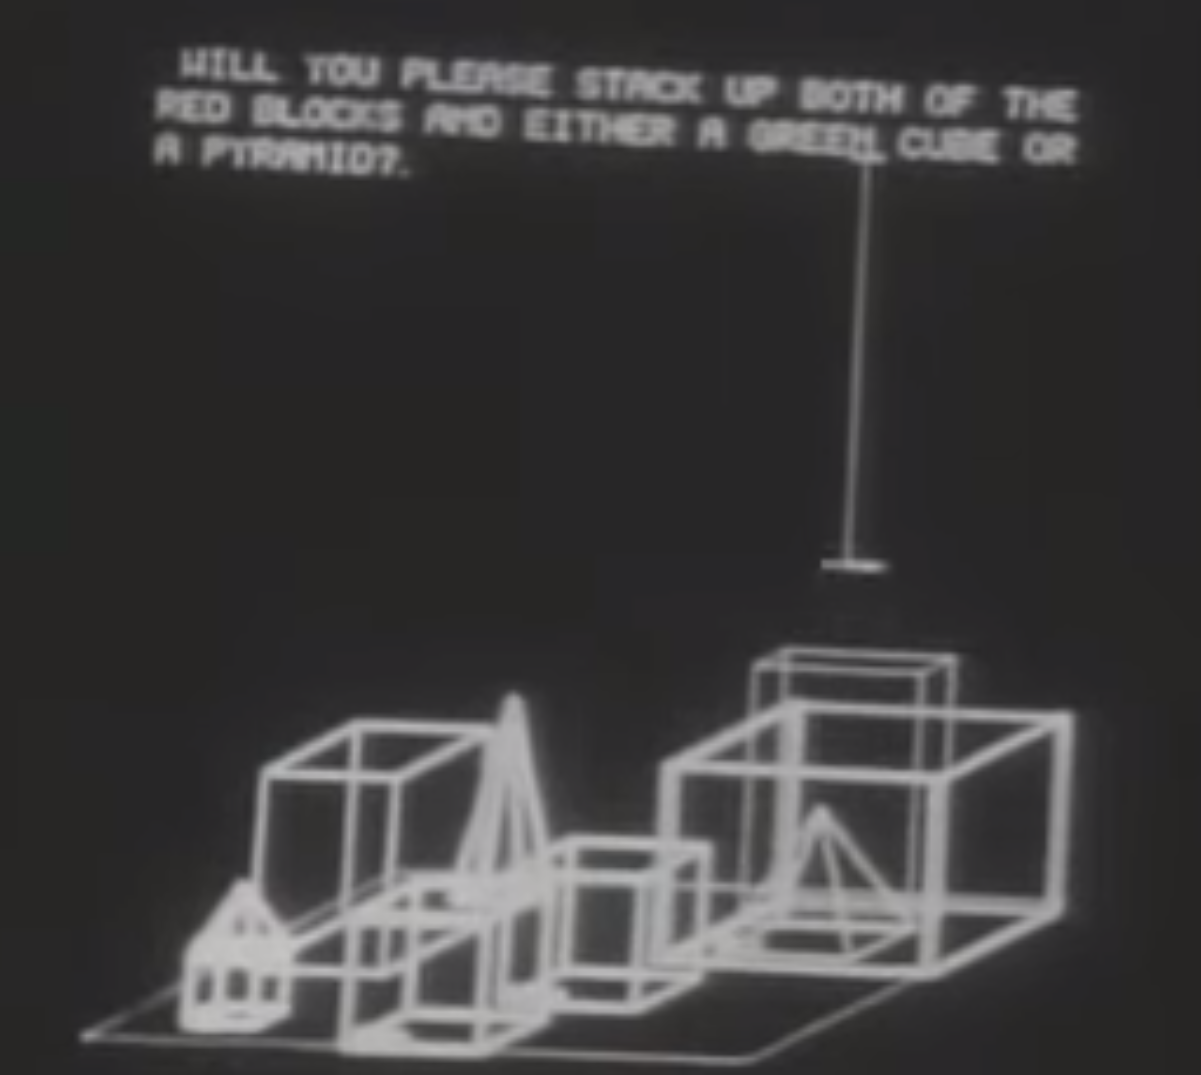 WILL YOU PLEASE STACK UP BOTH OF THE
RED BLOCKS AND EITHER A GREEN CUBE OR
A PYRAMID?.